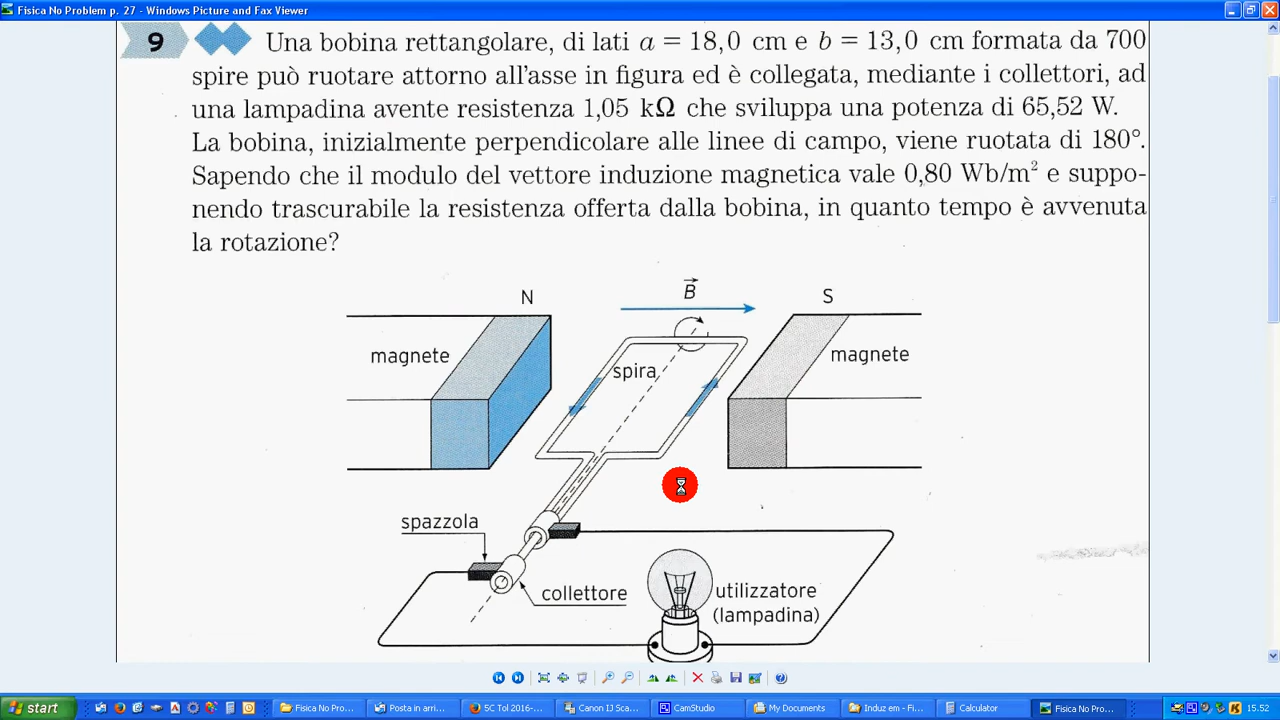 Fisica No Problem p. 27 - Windows Picture and Fax Viewer
9 Una bobina rettangolare, di lati a = 18,0 cm e b = 13,0 cm formata da 700
spire può ruotare attorno all'asse in figura ed è collegata, mediante i collettori, ad
una lampadina avente resistenza 1,05 kΩ che sviluppa una potenza di 65,52 W.
La bobina, inizialmente perpendicolare alle linee di campo, viene ruotata di 180°.
Sapendo che il modulo del vettore induzione magnetica vale 0,80 Wb/m² e suppo-
nendo trascurabile la resistenza offerta dalla bobina, in quanto tempo è avvenuta
la rotazione?
N
B
S
magnete
spira
magnete
spazzola
collettore
utilizzatore
(lampadina)
start
Fisica No Pro...
Posta in arri...
5C Tol 2016-...
Canon IJ Sca...
CamStudio
My Documents
Induz em - Fi...
Calculator
Fisica No Pro...
15.52